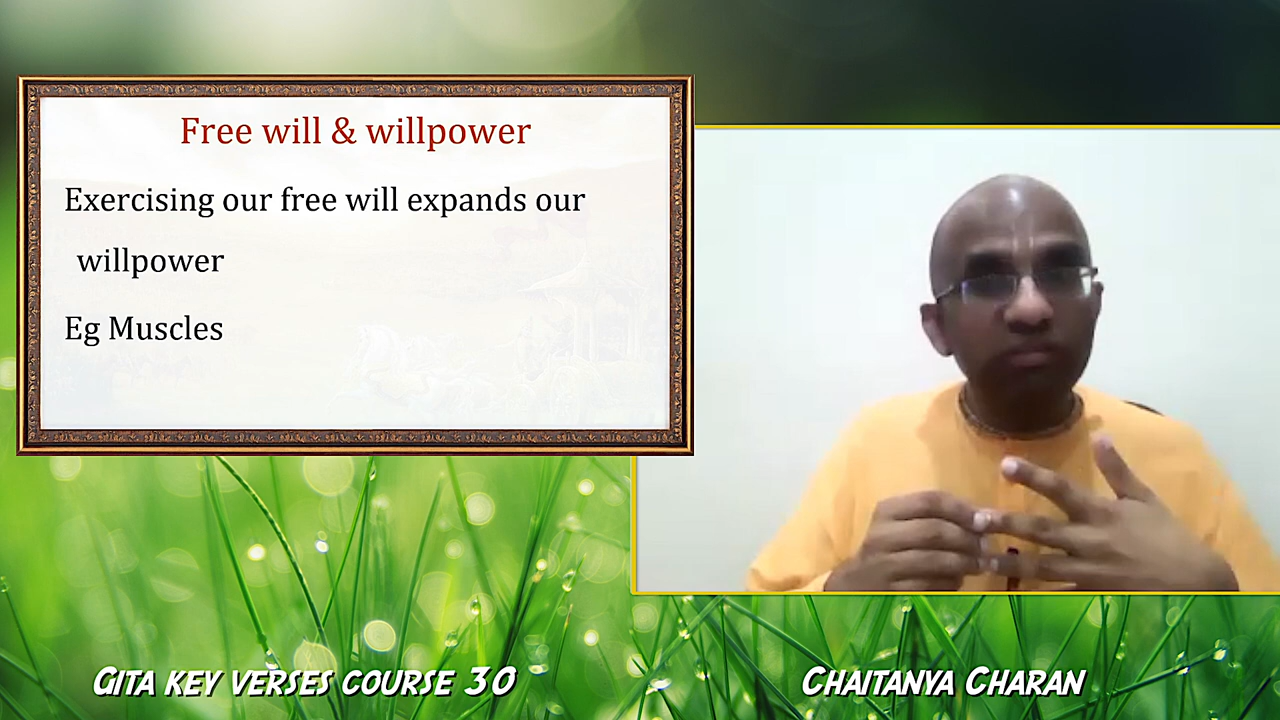 Free will & willpower
Exercising our free will expands our
willpower
Eg Muscles
GITA KEY VERSES COURSE 30
CHAITANYA CHARAN